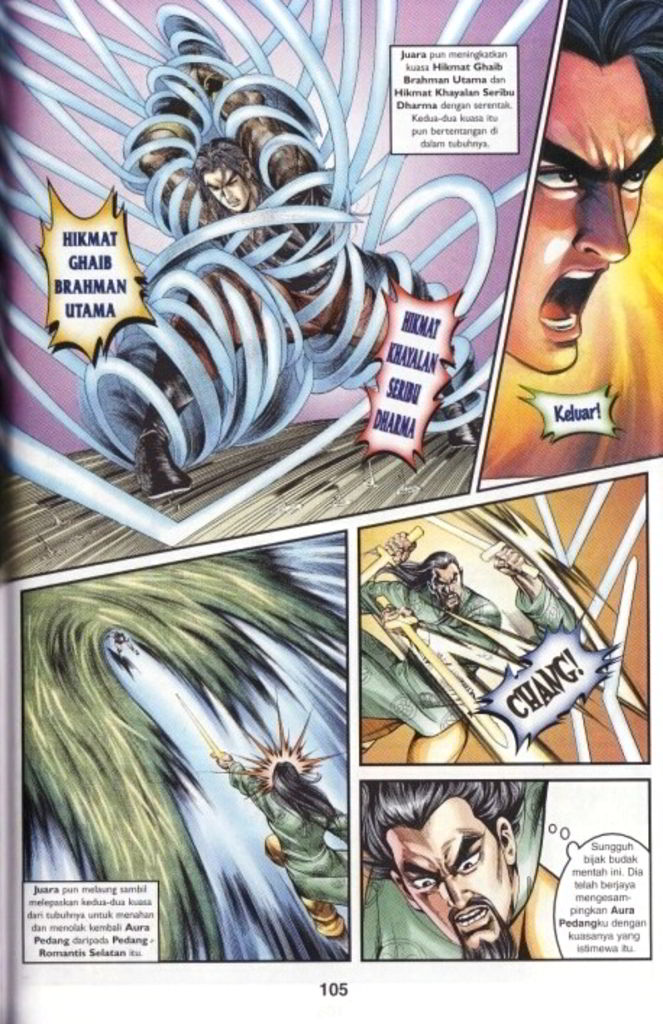 Juara pun meningkatkan
kuasa Hikmat Ghaib
Brahman Utama dan
Hikmat Khayalan Seribu
Dharma dengan serentak.
Kedua-dua kuasa itu
pun bertentangan di
dalam tubuhnya.
HIKMAT
GHAIB
BRAHMAN
UTAMA
HIKMAT
KHAYALAN
SERIBU
DHARMA
Keluar!
Juara pun melaung sambil
melepaskan kedua-dua kuasa
dari tubuhnya untuk menahan
dan menolak kembali Aura
Pedang daripada Pedang
Romantis Selatan itu.
CHANG!
Sungguh
bijak budak
mentah ini. Dia
telah berjaya
mengesam-
pingkan Aura
Pedangku dengan
kuasanya yang
istimewa itu.
105